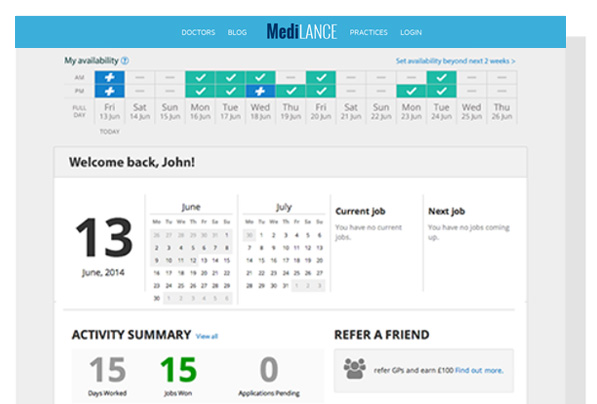 DOCTORS BLOG MediLANCE PRACTICES LOGIN
My availability ? Set availability beyond next 2 weeks >
AM
PM
FULL DAY
Fri Sat Sun Mon Tue Wed Thu Fri Sat Sun Mon Tue Wed Thu
13 Jun 14 Jun 15 Jun 16 Jun 17 Jun 18 Jun 19 Jun 20 Jun 21 Jun 22 Jun 23 Jun 24 Jun 25 Jun 26 Jun
TODAY
Welcome back, John!
13
June, 2014
June
Mo Tu We Th Fr Sa Su
26 27 28 29 30 31 1
2 3 4 5 6 7 8
9 10 11 12 13 14 15
16 17 18 19 20 21 22
23 24 25 26 27 28 29
30 1 2 3 4 5 6
July
Mo Tu We Th Fr Sa Su
30 1 2 3 4 5 6
7 8 9 10 11 12 13
14 15 16 17 18 19 20
21 22 23 24 25 26 27
28 29 30 31 1 2 3
Current job
You have no current
jobs.
Next job
You have no jobs coming
up.
ACTIVITY SUMMARY View all
15
Days Worked
15
Jobs Won
0
Applications Pending
REFER A FRIEND
refer GPs and earn £100 Find out more.